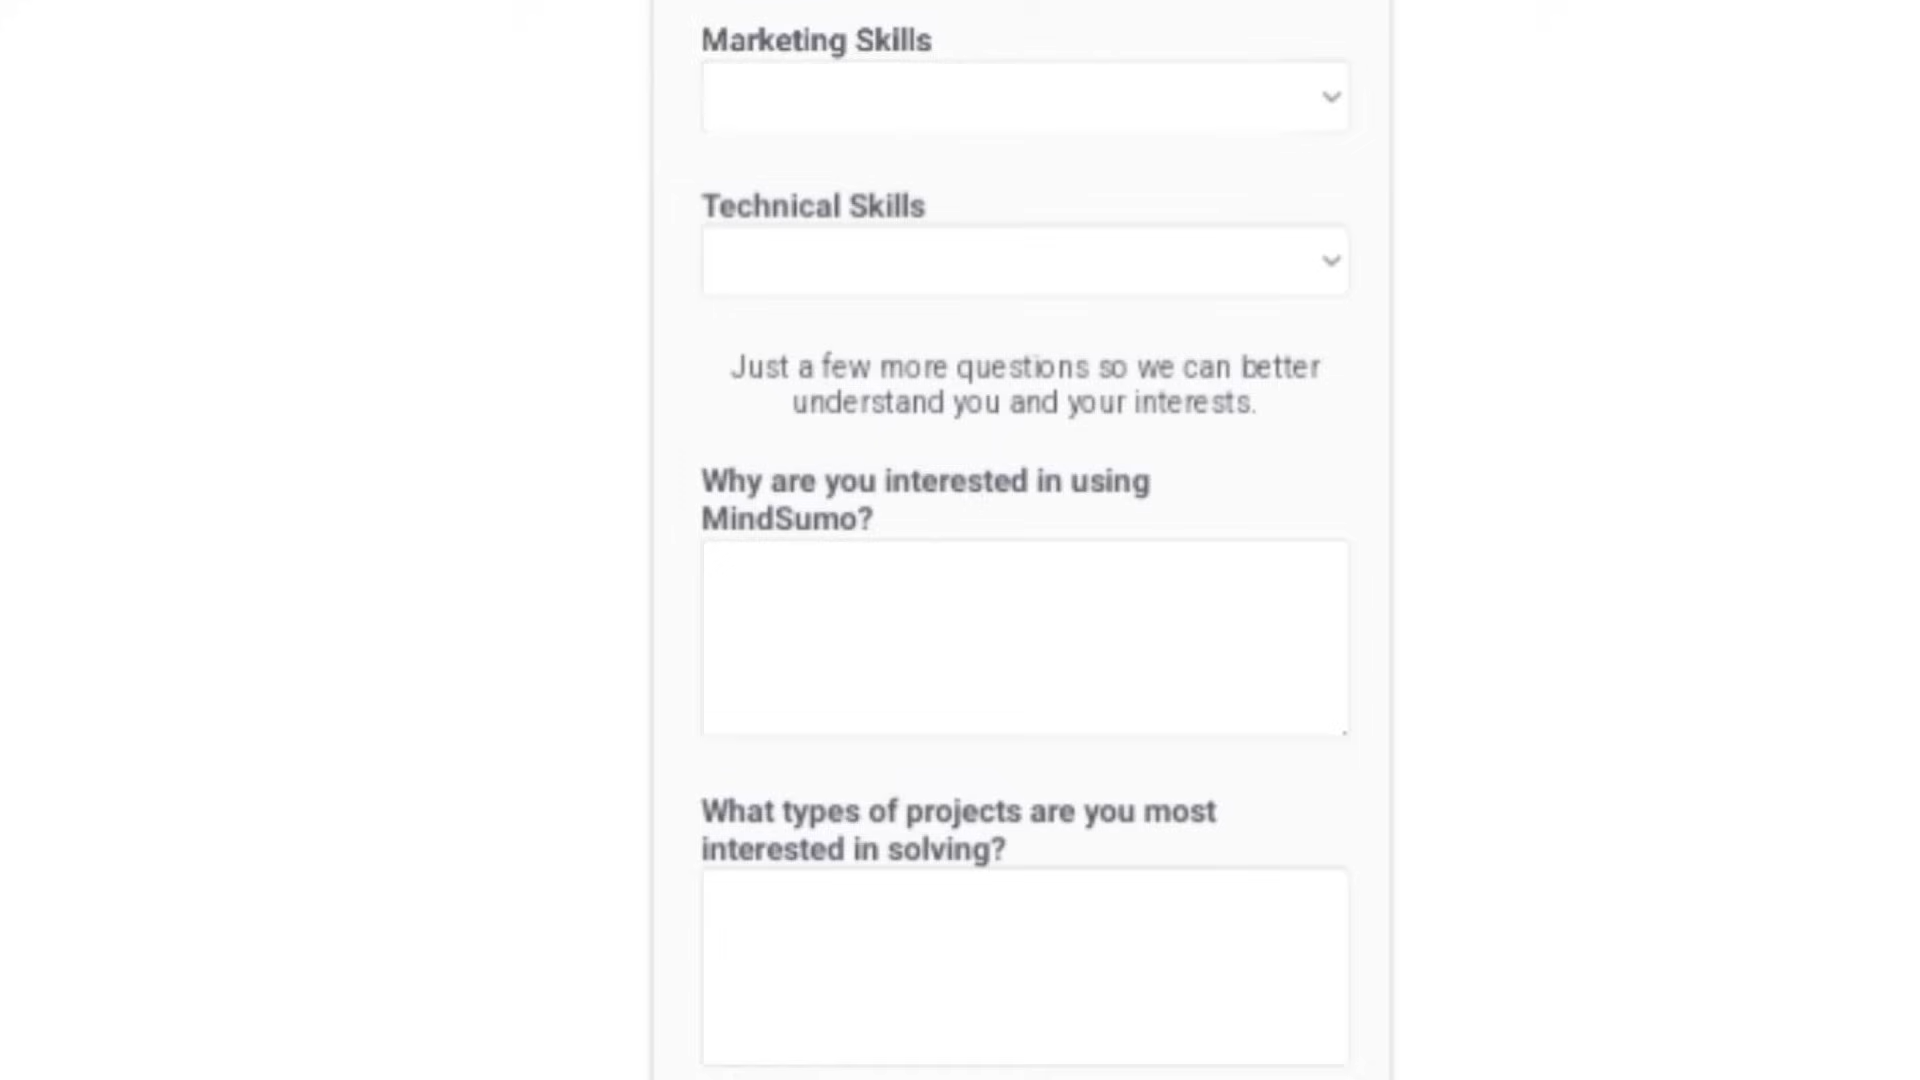 Marketing Skills
Technical Skills
Just a few more questions so we can better
understand you and your interests.
Why are you interested in using
MindSumo?
What types of projects are you most
interested in solving?